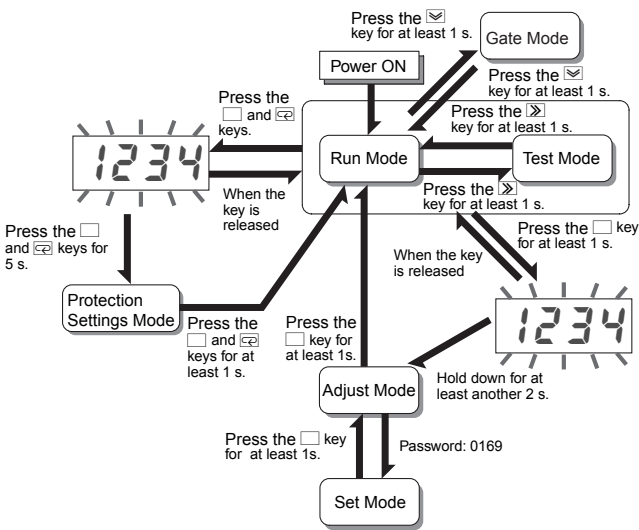 Press the
key for at least 1 s.
Gate Mode
Power ON
Press the
key for at least 1 s.
Press the
and
keys.
Press the
key for at least 1 s.
1234
Run Mode
Test Mode
When the
key is
released
Press the
key for at least 1 s.
Press the
and keys for
5 s.
When the key
is released
Press the key
for at least 1 s.
Protection
Settings Mode
Press the
and
keys for at
least 1 s.
Press the
key for
at least 1s.
1234
Adjust Mode
Hold down for at
least another 2 s.
Press the key
for at least 1s.
Password: 0169
Set Mode